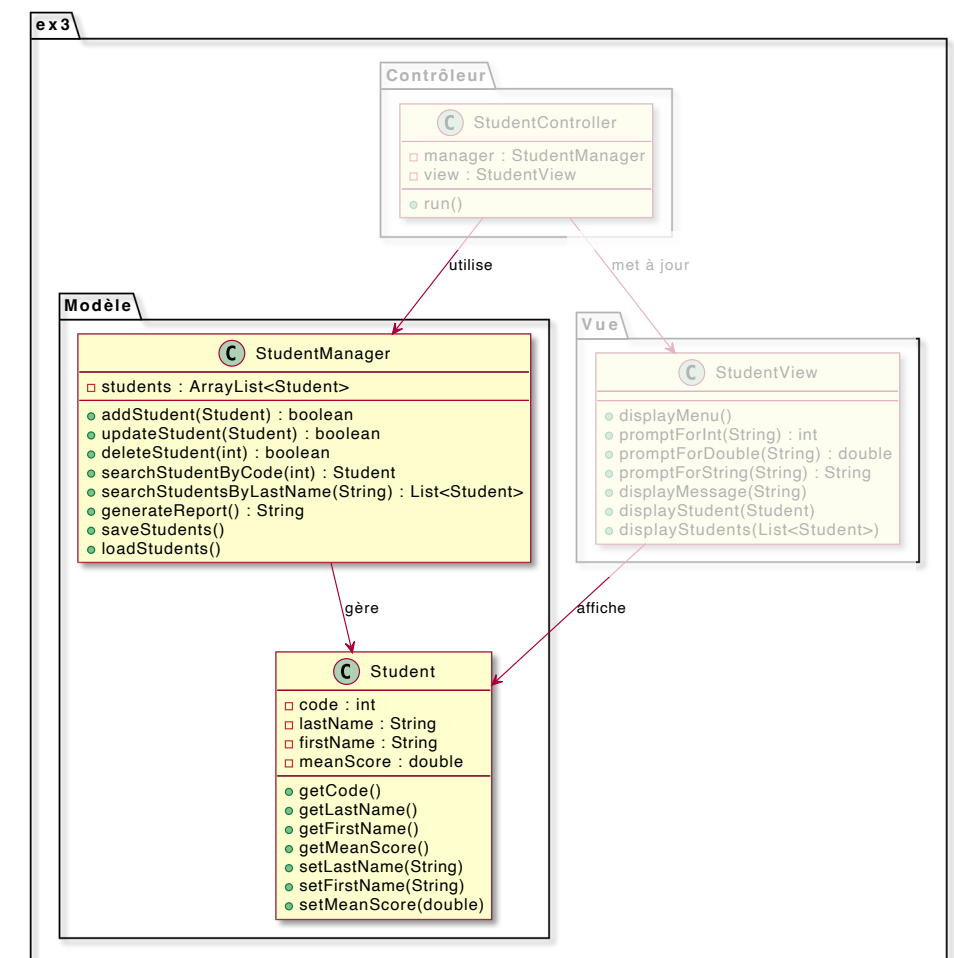 ex3
Contrôleur
C StudentController
manager : StudentManager
view : StudentView
run()
utilise
met à jour
Modèle
C StudentManager
students : ArrayList<Student>
addStudent(Student) : boolean
updateStudent(Student) : boolean
deleteStudent(int) : boolean
searchStudentByCode(int) : Student
searchStudentsByLastName(String) : List<Student>
generateReport() : String
saveStudents()
loadStudents()
Vue
C StudentView
displayMenu()
promptForInt(String) : int
promptForDouble(String) : double
promptForString(String) : String
displayMessage(String)
displayStudent(Student)
displayStudents(List<Student>)
gère
affiche
C Student
code : int
lastName : String
firstName : String
meanScore : double
getCode()
getLastName()
getFirstName()
getMeanScore()
setLastName(String)
setFirstName(String)
setMeanScore(double)